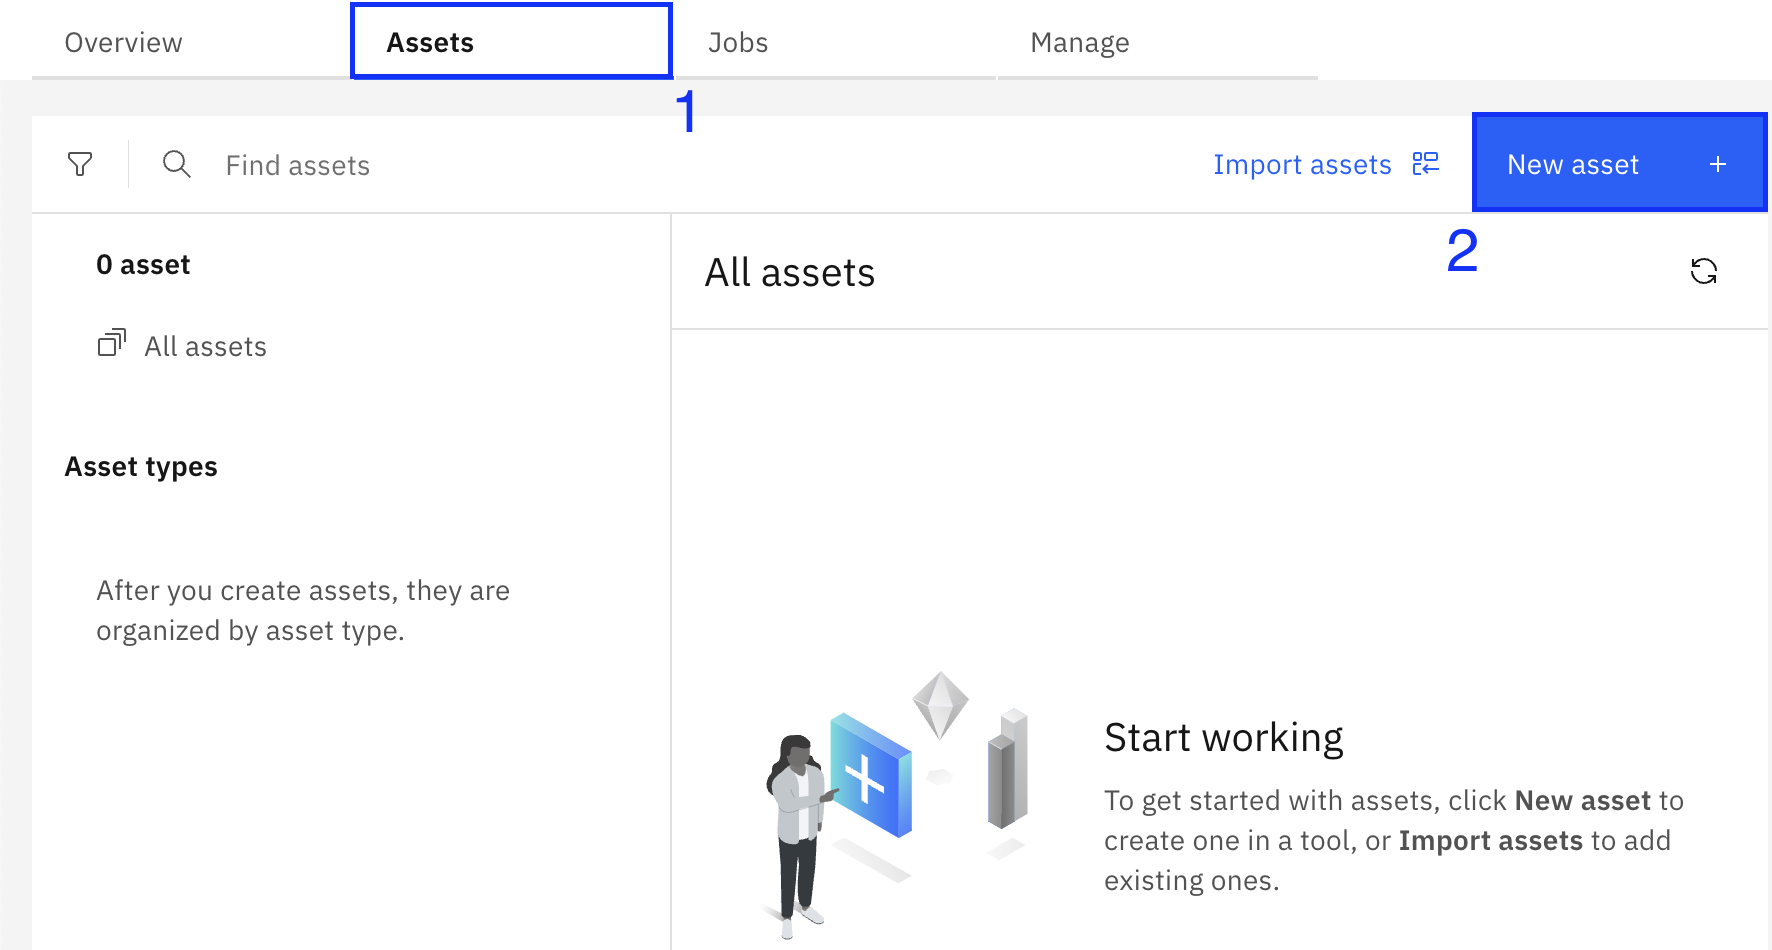 Overview
Assets
Jobs
Manage
1
Find assets
Import assets
New asset
2
0 asset
All assets
All assets
Asset types
After you create assets, they are
organized by asset type.
Start working
To get started with assets, click New asset to
create one in a tool, or Import assets to add
existing ones.